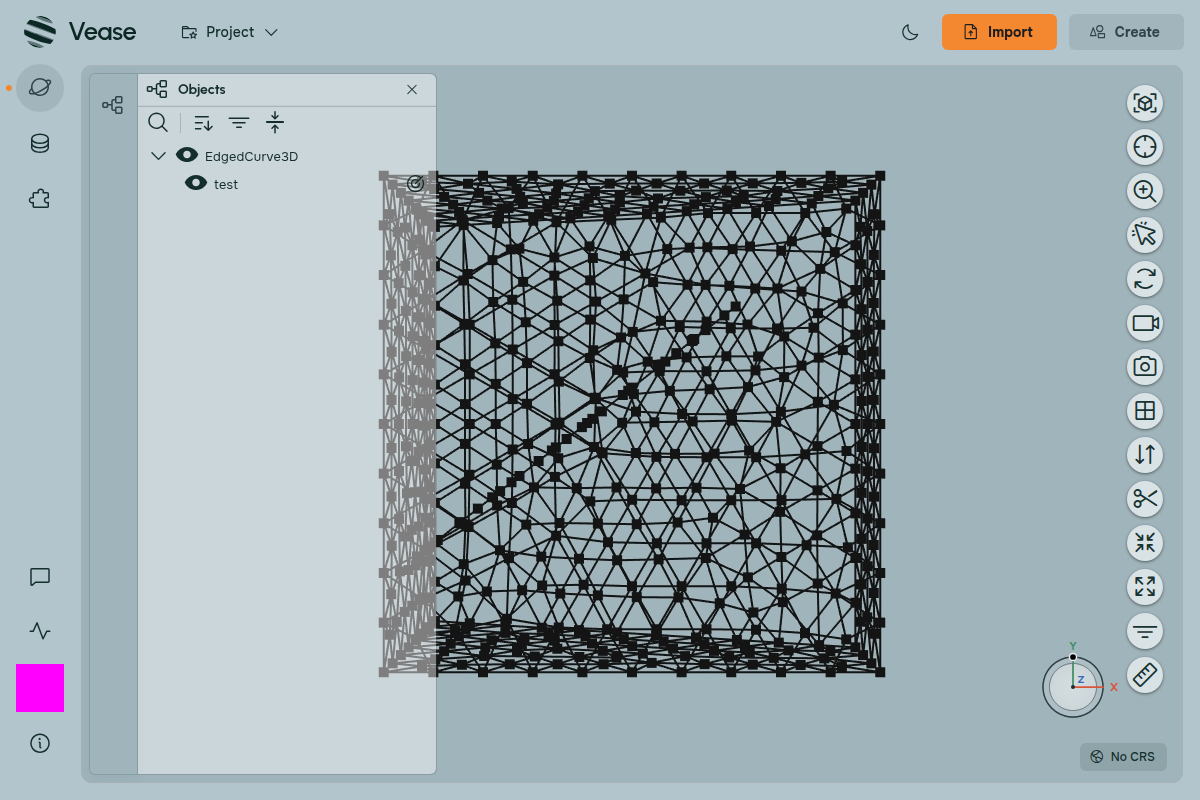 Vease
Project
Import
Create
Objects
EdgedCurve3D
test
Y
Z
X
No CRS